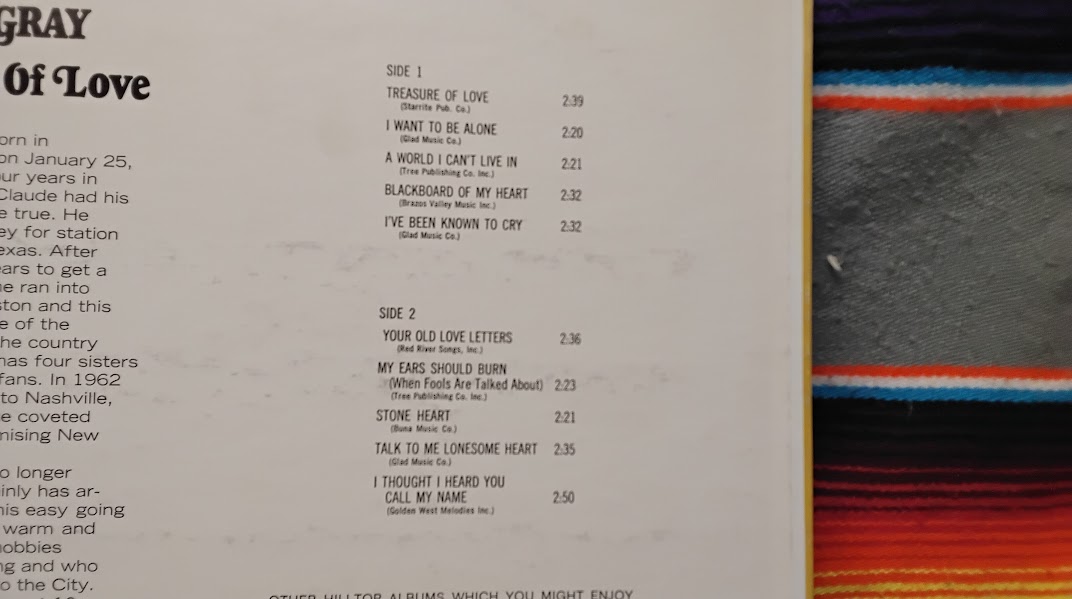 GRAY
Of Love
orn in
on January 25,
ur years in
Claude had his
e true. He
ey for station
exas. After
ars to get a
e ran into
ston and this
e of the
he country
has four sisters
fans. In 1962
to Nashville,
e coveted
mising New
o longer
inly has ar-
his easy going
warm and
hobbies
ng and who
o the City.
SIDE 1
TREASURE OF LOVE 2:39
(Starrite Pub. Co.)
I WANT TO BE ALONE 2:20
(Glad Music Co.)
A WORLD I CAN'T LIVE IN 2:21
(Tree Publishing Co. Inc.)
BLACKBOARD OF MY HEART 2:32
(Brazos Valley Music Inc.)
I'VE BEEN KNOWN TO CRY 2:32
(Glad Music Co.)
SIDE 2
YOUR OLD LOVE LETTERS 2:36
(Red River Songs, Inc.)
MY EARS SHOULD BURN
(When Fools Are Talked About) 2:23
(Tree Publishing Co. Inc.)
STONE HEART 2:21
(Buna Music Co.)
TALK TO ME LONESOME HEART 2:35
(Glad Music Co.)
I THOUGHT I HEARD YOU
CALL MY NAME 2:50
(Golden West Melodies Inc.)
OTHER HILLTOP ALBUMS WHICH YOU MIGHT ENJOY